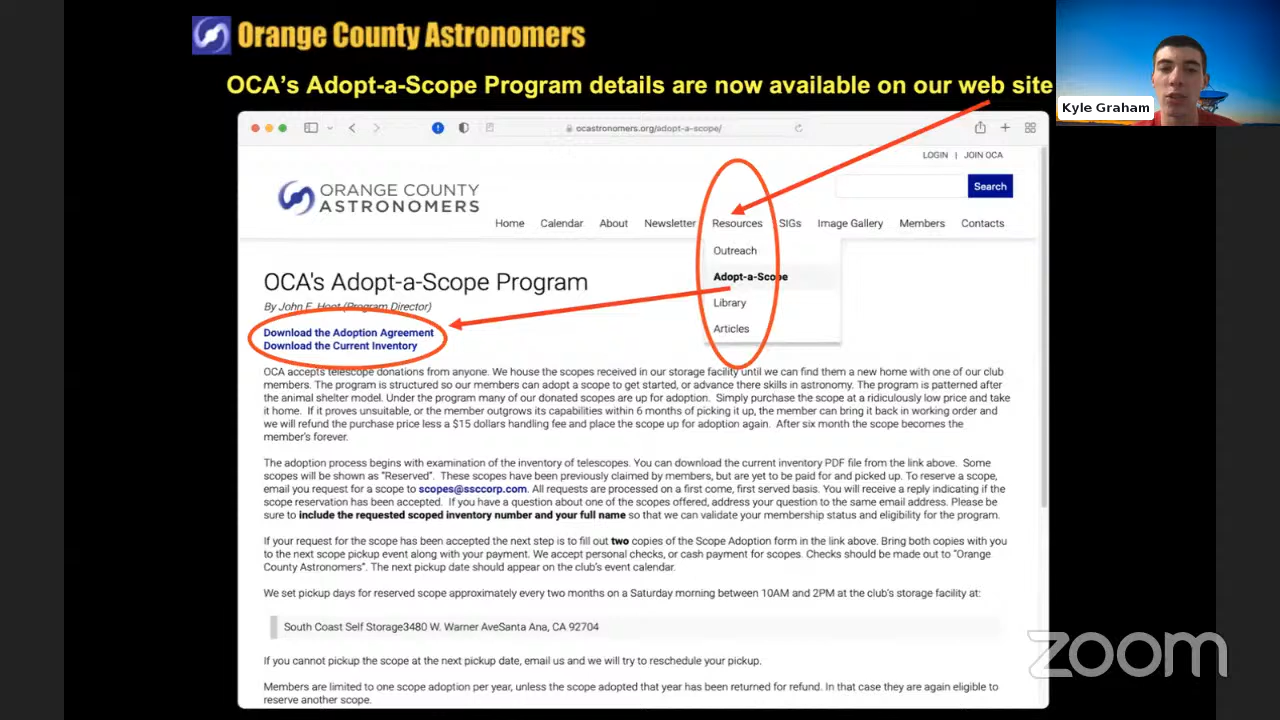 Orange County Astronomers
OCA's Adopt-a-Scope Program details are now available on our web site
Kyle Graham
ocastronomers.org/adopt-a-scope/
LOGIN | JOIN OCA
ORANGE COUNTY
ASTRONOMERS
Search
Home Calendar About Newsletter Resources SIGs Image Gallery Members Contacts
Outreach
Adopt-a-Scope
Library
Articles
OCA's Adopt-a-Scope Program
By John E. Hoot (Program Director)
Download the Adoption Agreement
Download the Current Inventory
OCA accepts telescope donations from anyone. We house the scopes received in our storage facility until we can find them a new home with one of our club
members. The program is structured so our members can adopt a scope to get started, or advance there skills in astronomy. The program is patterned after
the animal shelter model. Under the program many of our donated scopes are up for adoption. Simply purchase the scope at a ridiculously low price and take
it home. If it proves unsuitable, or the member outgrows its capabilities within 6 months of picking it up, the member can bring it back in working order and
we will refund the purchase price less a $15 dollars handling fee and place the scope up for adoption again. After six month the scope becomes the
member's forever.
The adoption process begins with examination of the inventory of telescopes. You can download the current inventory PDF file from the link above. Some
scopes will be shown as "Reserved". These scopes have been previously claimed by members, but are yet to be paid for and picked up. To reserve a scope,
email you request for a scope to scopes@ssccorp.com. All requests are processed on a first come, first served basis. You will receive a reply indicating if the
scope reservation has been accepted. If you have a question about one of the scopes offered, address your question to the same email address. Please be
sure to include the requested scoped inventory number and your full name so that we can validate your membership status and eligibility for the program.
If your request for the scope has been accepted the next step is to fill out two copies of the Scope Adoption form in the link above. Bring both copies with you
to the next scope pickup event along with your payment. We accept personal checks, or cash payment for scopes. Checks should be made out to "Orange
County Astronomers". The next pickup date should appear on the club's event calendar.
We set pickup days for reserved scope approximately every two months on a Saturday morning between 10AM and 2PM at the club's storage facility at:
South Coast Self Storage3480 W. Warner AveSanta Ana, CA 92704
If you cannot pickup the scope at the next pickup date, email us and we will try to reschedule your pickup.
Members are limited to one scope adoption per year, unless the scope adopted that year has been returned for refund. In that case they are again eligible to
reserve another scope.
zoom